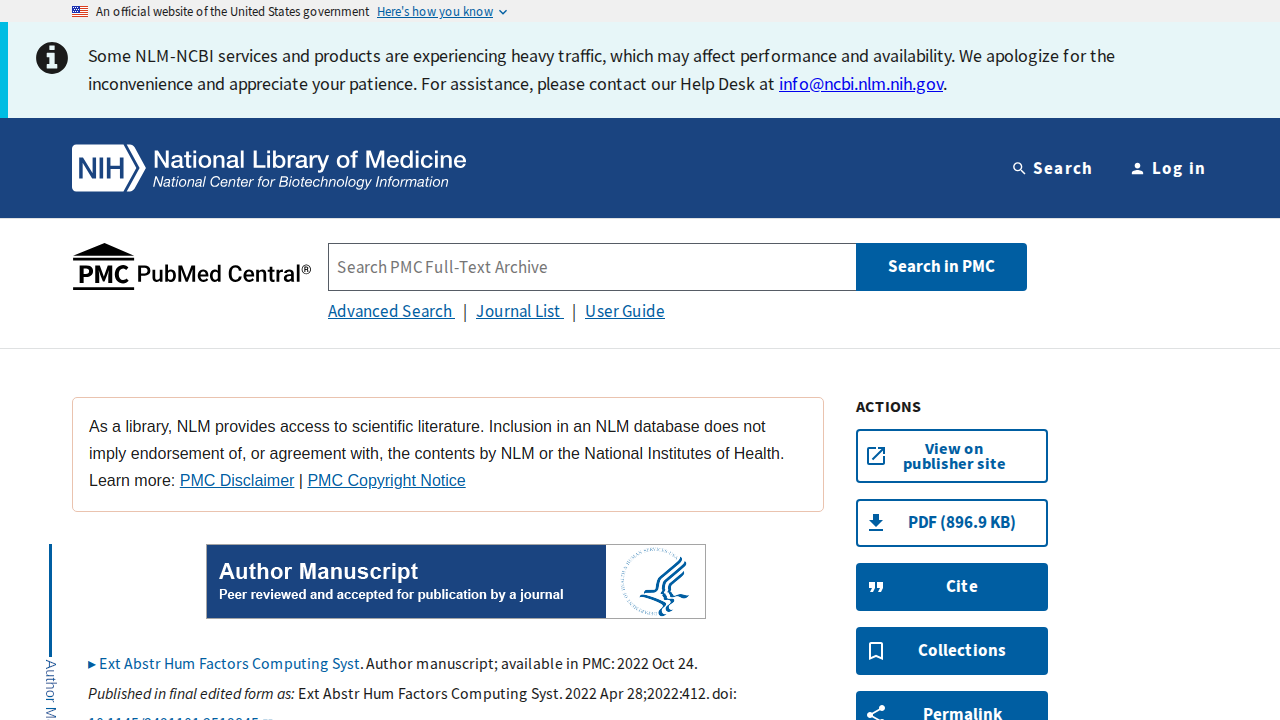 An official website of the United States government Here's how you know
Some NLM-NCBI services and products are experiencing heavy traffic, which may affect performance and availability. We apologize for the
inconvenience and appreciate your patience. For assistance, please contact our Help Desk at info@ncbi.nlm.nih.gov.
NIH National Library of Medicine
National Center for Biotechnology Information
Search
Log in
PMC PubMed Central®
Search PMC Full-Text Archive
Search in PMC
Advanced Search | Journal List | User Guide
As a library, NLM provides access to scientific literature. Inclusion in an NLM database does not
imply endorsement of, or agreement with, the contents by NLM or the National Institutes of Health.
Learn more: PMC Disclaimer | PMC Copyright Notice
Author Manuscript
Peer reviewed and accepted for publication by a journal
▸ Ext Abstr Hum Factors Computing Syst. Author manuscript; available in PMC: 2022 Oct 24.
Published in final edited form as: Ext Abstr Hum Factors Computing Syst. 2022 Apr 28;2022:412. doi:
Author M
ACTIONS
View on
publisher site
PDF (896.9 KB)
Cite
Collections
Permalink